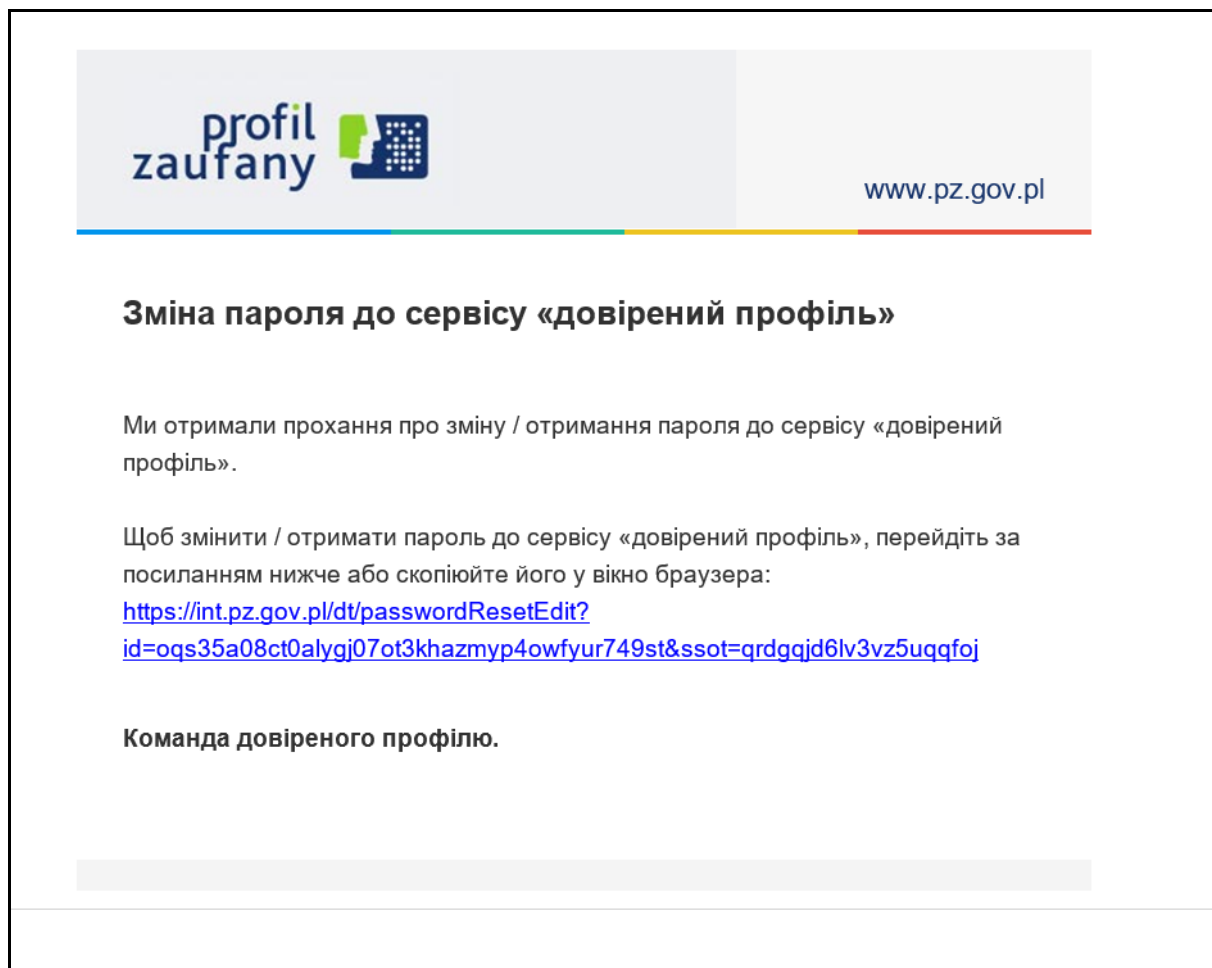 profil
zaufany
www.pz.gov.pl
Зміна пароля до сервісу «довірений профіль»
Ми отримали прохання про зміну / отримання пароля до сервісу «довірений
профіль».
Щоб змінити / отримати пароль до сервісу «довірений профіль», перейдіть за
посиланням нижче або скопіюйте його у вікно браузера:
https://int.pz.gov.pl/dt/passwordResetEdit?
id=oqs35a08ct0alygj07ot3khazmyp4owfyur749st&ssot=qrdgqjd6lv3vz5uqqfoj
Команда довіреного профілю.